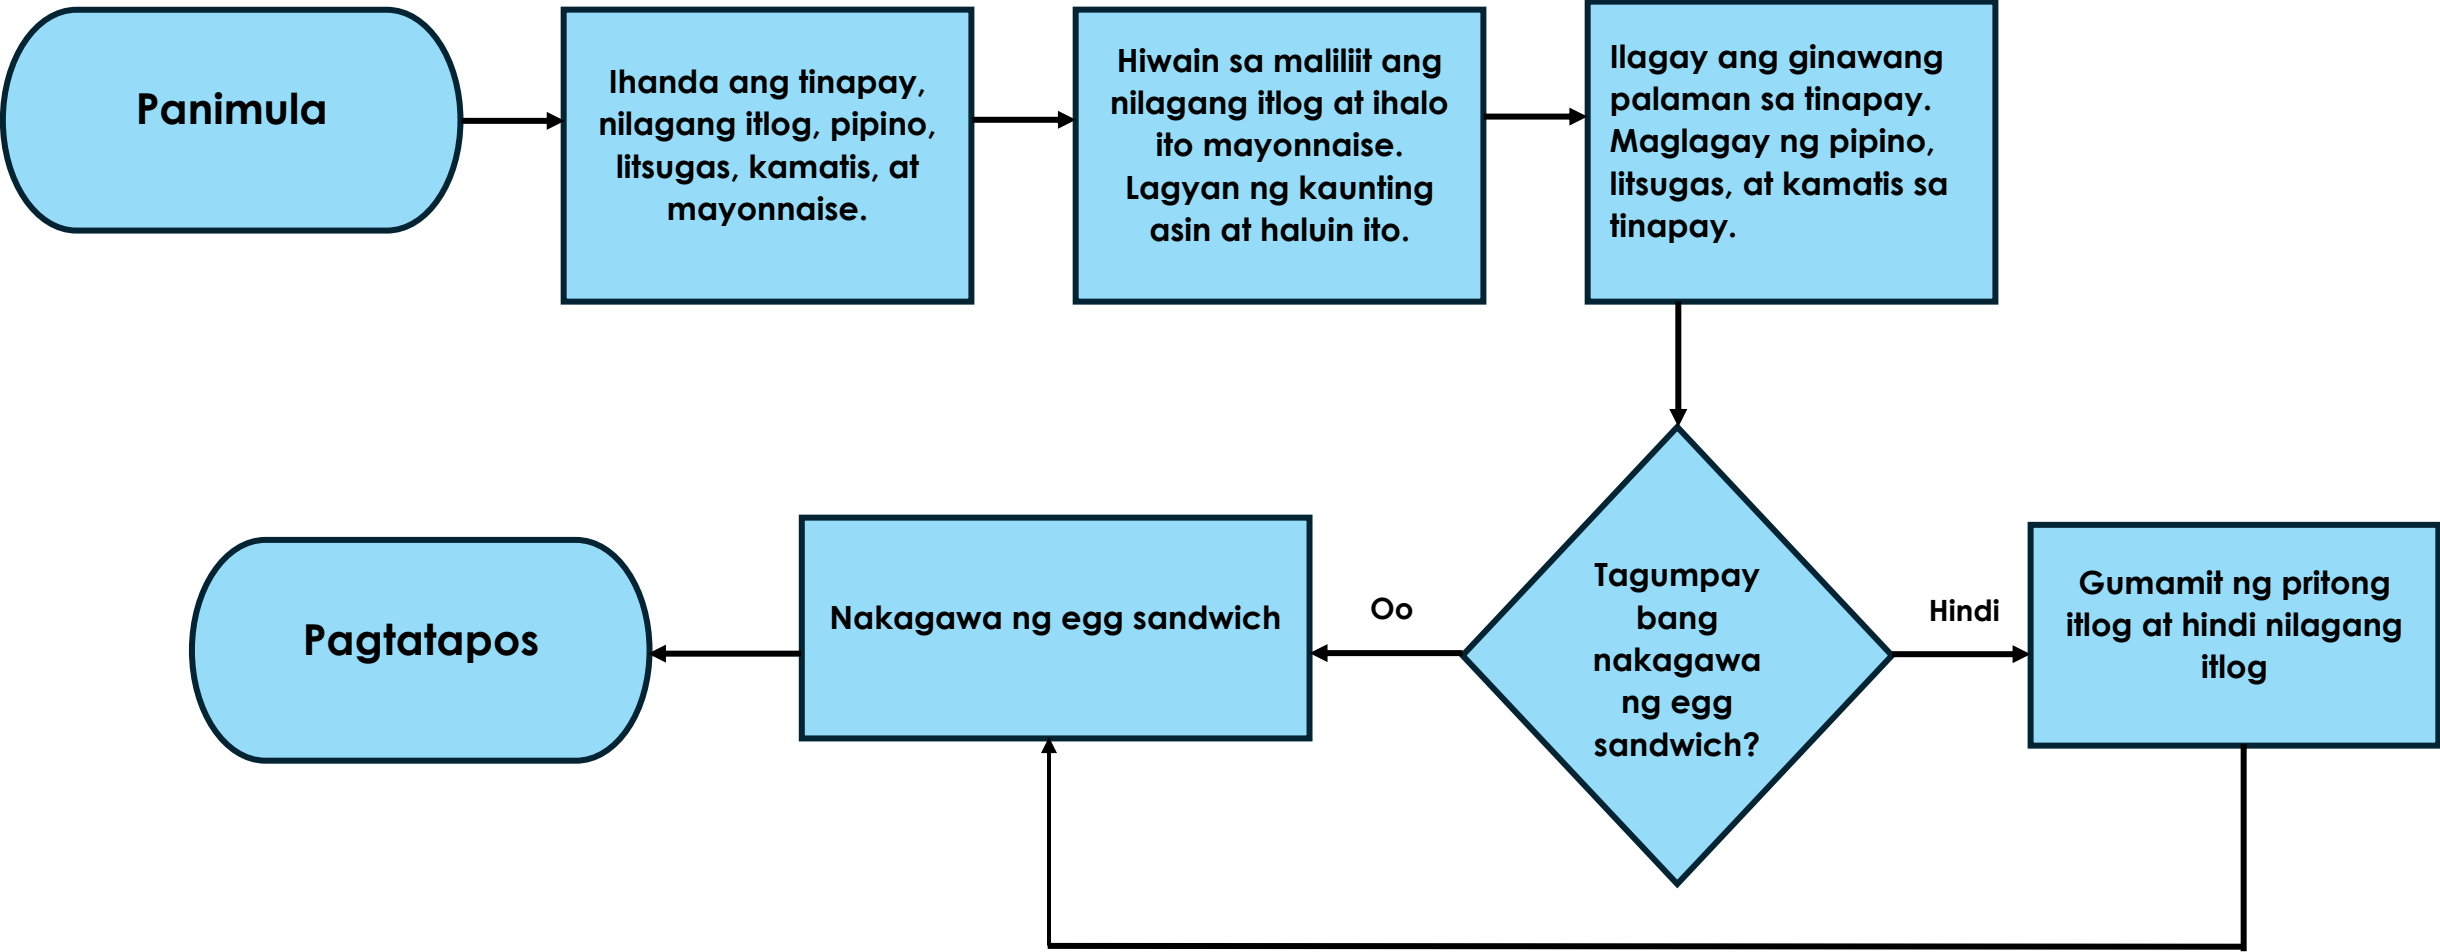 Panimula
Ihanda ang tinapay,
nilagang itlog, pipino,
litsugas, kamatis, at
mayonnaise.
Hiwain sa maliliit ang
nilagang itlog at ihalo
ito mayonnaise.
Lagyan ng kaunting
asin at haluin ito.
Ilagay ang ginawang
palaman sa tinapay.
Maglagay ng pipino,
litsugas, at kamatis sa
tinapay.
Tagumpay
bang
nakagawa
ng egg
sandwich?
Oo
Hindi
Nakagawa ng egg sandwich
Gumamit ng pritong
itlog at hindi nilagang
itlog
Pagtatapos